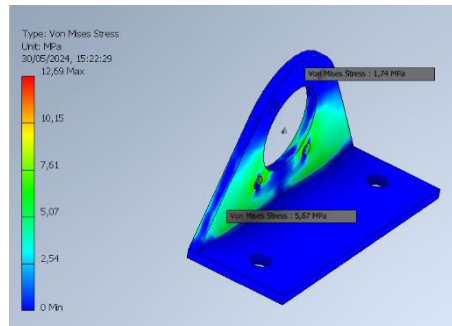 Type: Von Mises Stress
Unit: MPa
30/05/2024, 15:22:29
12,69 Max
Von Mises Stress : 1,74 MPa
10,15
7,61
5,07
Von Mises Stress : 5,67 MPa
2,54
0 Min